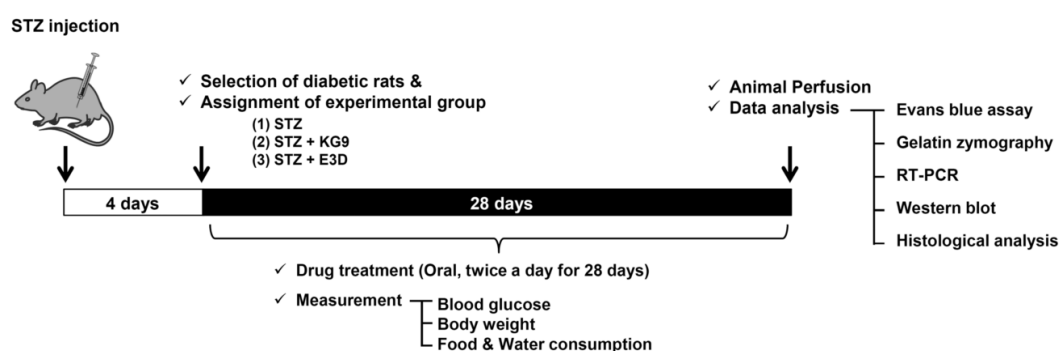 STZ injection
✓ Selection of diabetic rats &
✓ Assignment of experimental group
(1) STZ
(2) STZ + KG9
(3) STZ + E3D
✓ Animal Perfusion
✓ Data analysis
Evans blue assay
Gelatin zymography
RT-PCR
Western blot
Histological analysis
4 days
28 days
✓ Drug treatment (Oral, twice a day for 28 days)
✓ Measurement
Blood glucose
Body weight
Food & Water consumption